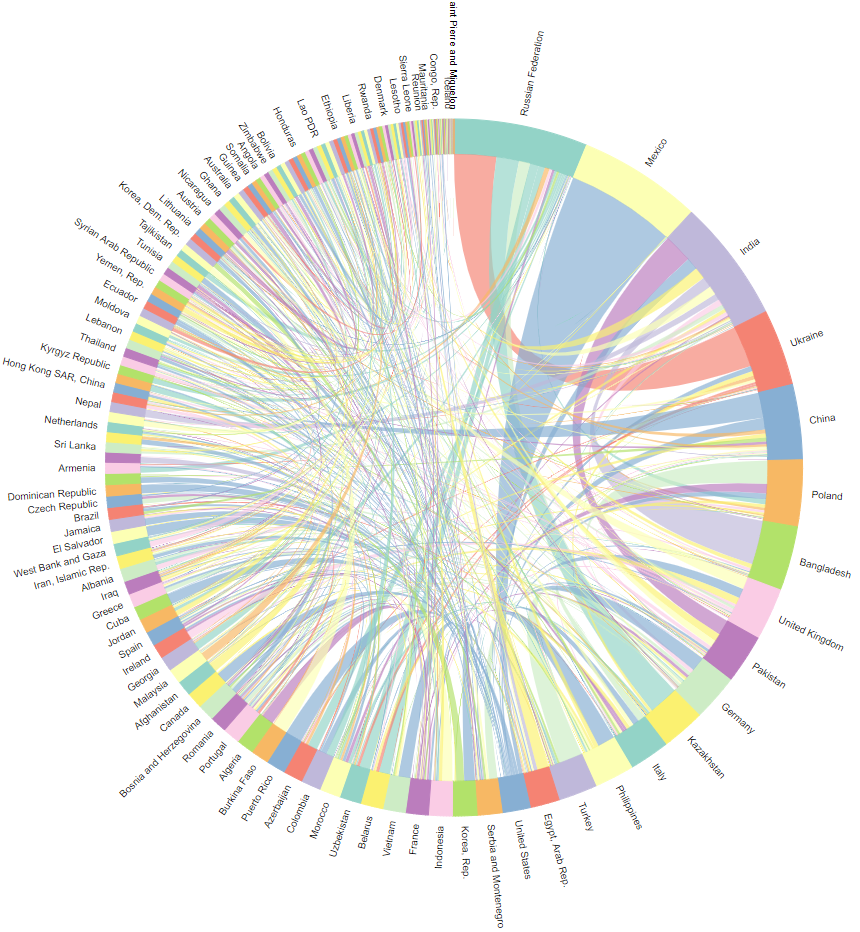 aint Pierre and Miquelon
Russian Federation
Mexico
India
Ukraine
China
Poland
Bangladesh
United Kingdom
Pakistan
Germany
Kazakhstan
Italy
Philippines
Turkey
Egypt, Arab Rep.
United States
Serbia and Montenegro
Korea, Rep.
Indonesia
France
Vietnam
Belarus
Uzbekistan
Morocco
Colombia
Azerbaijan
Puerto Rico
Burkina Faso
Algeria
Portugal
Romania
Bosnia and Herzegovina
Canada
Afghanistan
Malaysia
Georgia
Ireland
Spain
Jordan
Cuba
Greece
Iraq
Albania
Iran, Islamic Rep.
West Bank and Gaza
El Salvador
Jamaica
Brazil
Czech Republic
Dominican Republic
Armenia
Sri Lanka
Netherlands
Nepal
Hong Kong SAR, China
Kyrgyz Republic
Thailand
Lebanon
Moldova
Ecuador
Yemen, Rep.
Syrian Arab Republic
Tunisia
Tajikistan
Korea, Dem. Rep.
Lithuania
Austria
Nicaragua
Ghana
Australia
Guinea
Somalia
Angola
Zimbabwe
Bolivia
Honduras
Lao PDR
Ethiopia
Liberia
Rwanda
Denmark
Lesotho
Sierra Leone
Reunion
Mauritania
Congo, Rep.
Iceland